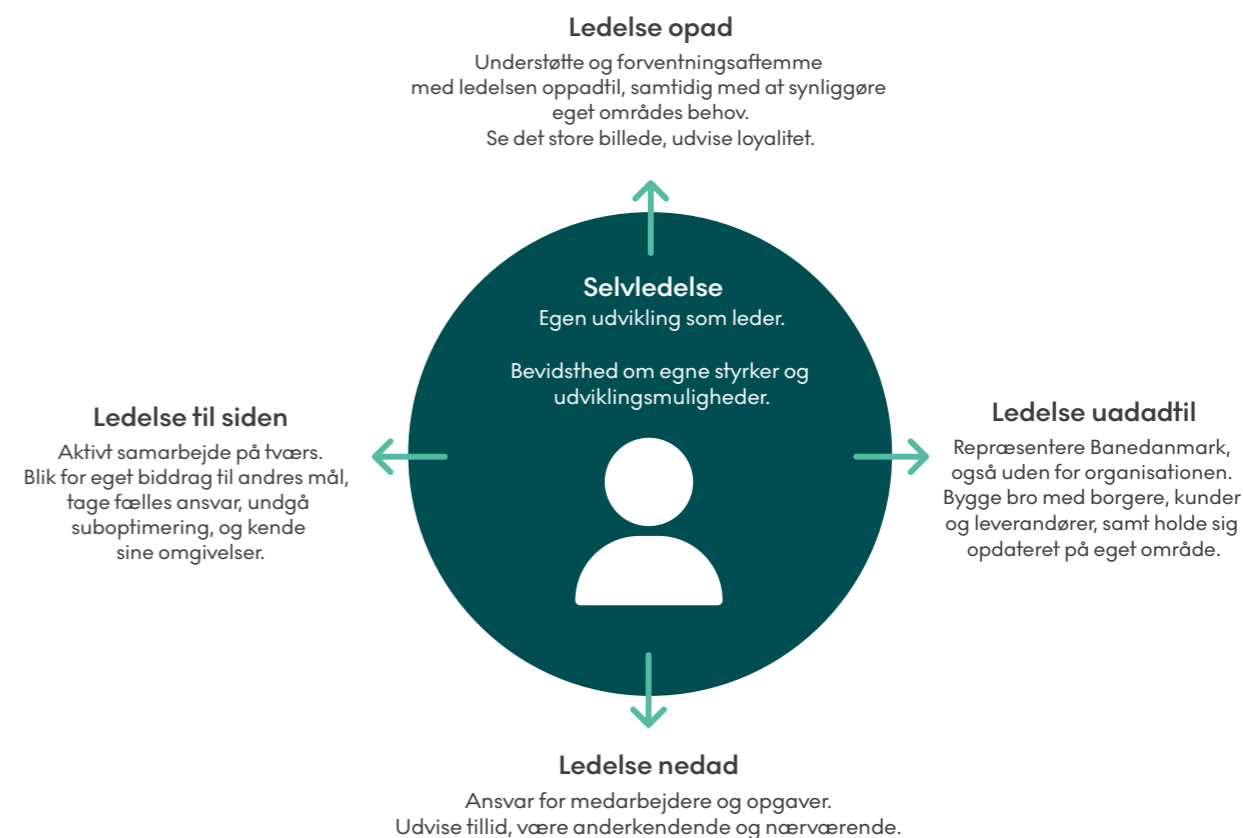 Ledelse opad
Understøtte og forventningsaftemme
med ledelsen oppadtil, samtidig med at synliggøre
eget områdes behov.
Se det store billede, udvise loyalitet.
Selvledelse
Egen udvikling som leder.
Bevidsthed om egne styrker og
udviklingsmuligheder.
Ledelse til siden
Aktivt samarbejde på tværs.
Blik for eget biddrag til andres mål,
tage fælles ansvar, undgå
suboptimering, og kende
sine omgivelser.
Ledelse uadadtil
Repræsentere Banedanmark,
også uden for organisationen.
Bygge bro med borgere, kunder
og leverandører, samt holde sig
opdateret på eget område.
Ledelse nedad
Ansvar for medarbejdere og opgaver.
Udvise tillid, være anderkendende og nærværende.